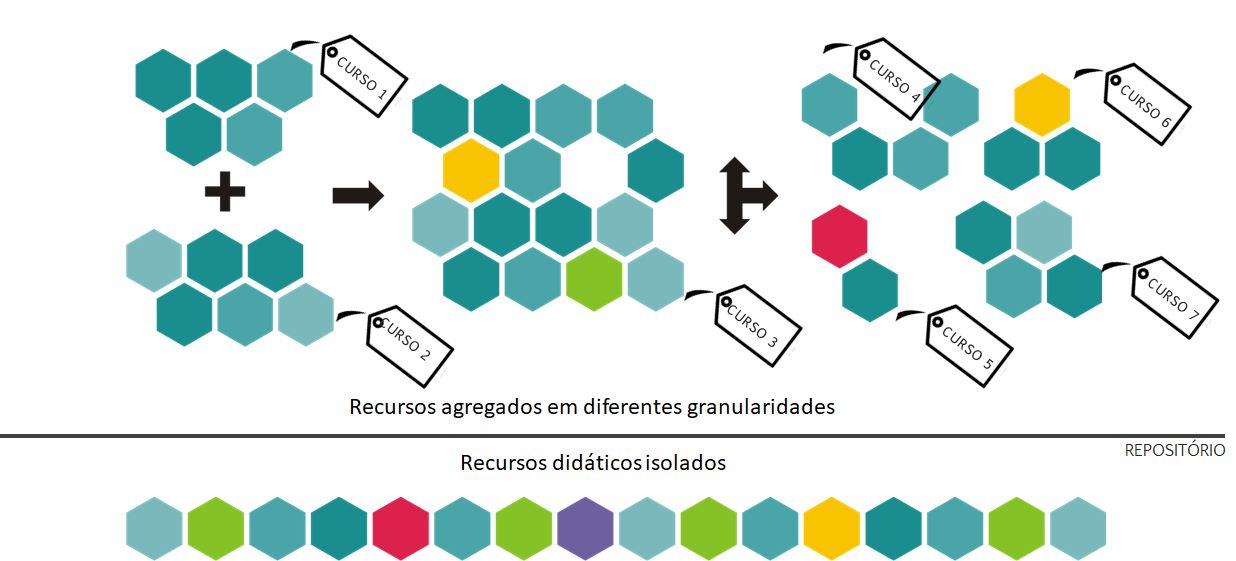 CURSO 1
CURSO 2
CURSO 3
CURSO 4
CURSO 5
CURSO 6
CURSO 7
Recursos agregados em diferentes granularidades
REPOSITÓRIO
Recursos didáticos isolados